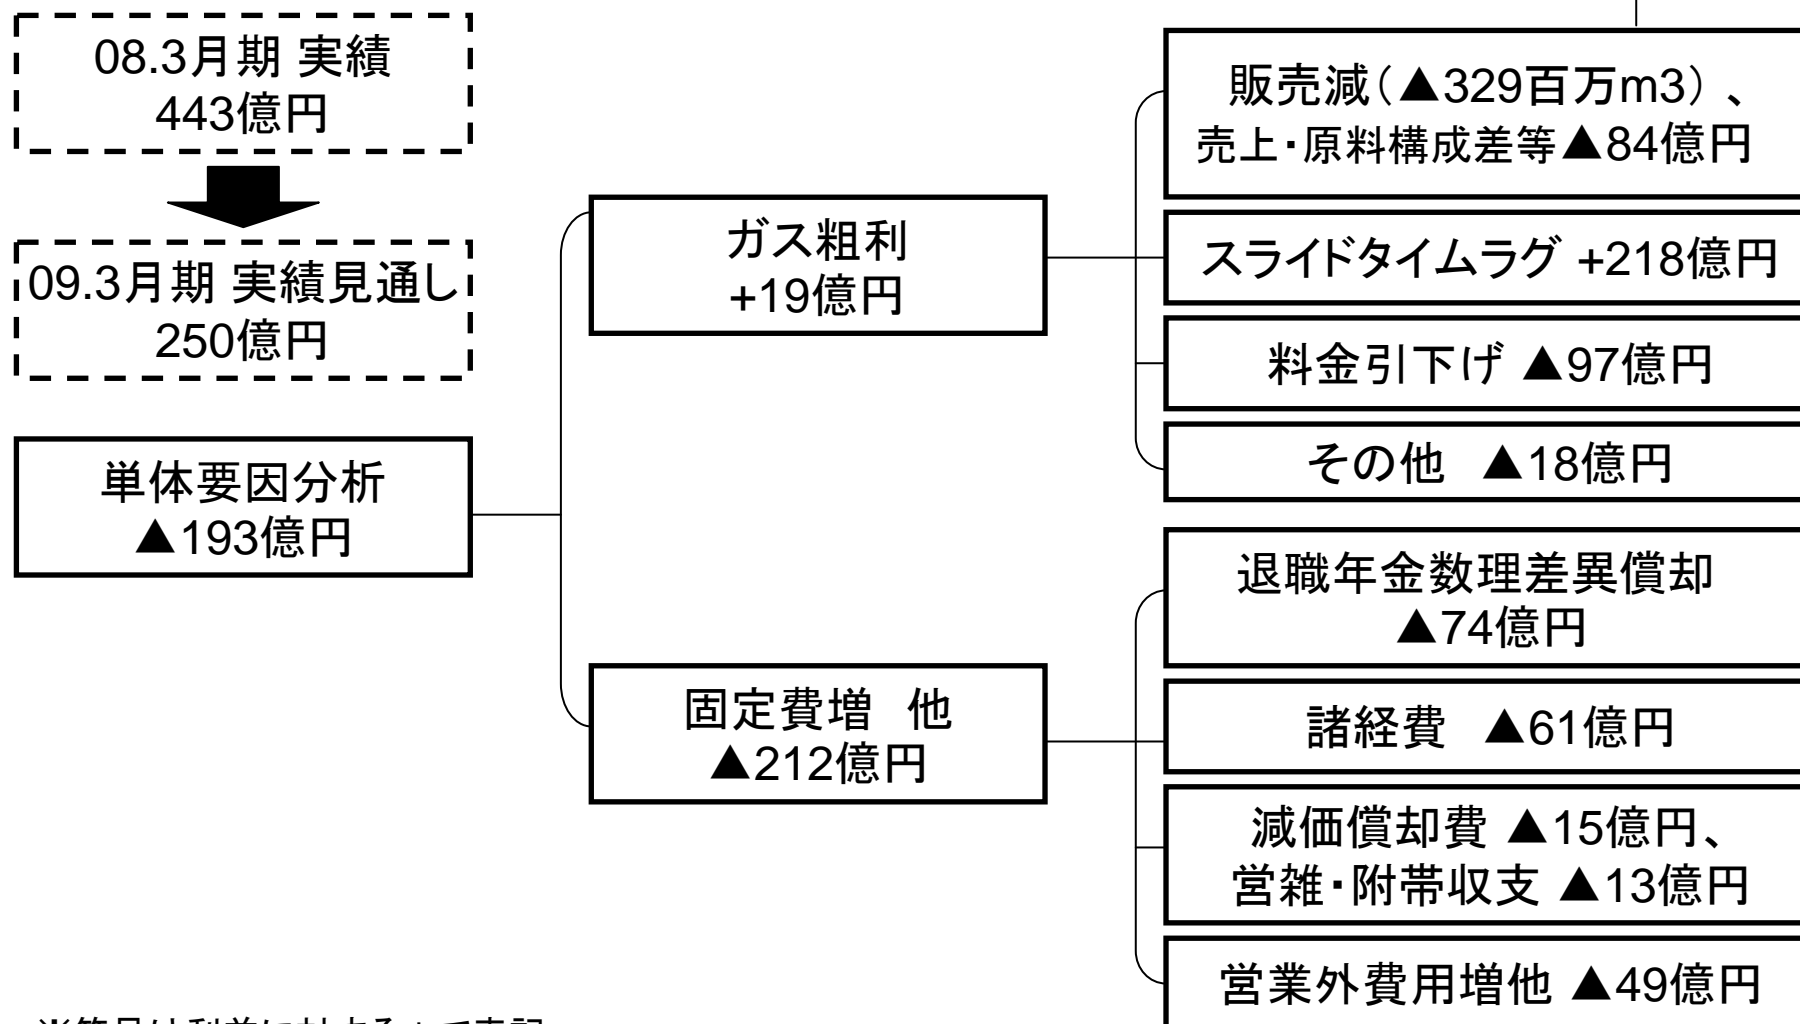 08.3月期 実績
443億円
09.3月期 実績見通し
250億円
単体要因分析
▲193億円
ガス粗利
+19億円
固定費増　他
▲212億円
販売減（▲329百万m3）、
売上・原料構成差等▲84億円
スライドタイムラグ +218億円
料金引下げ ▲97億円
その他　▲18億円
退職年金数理差異償却
▲74億円
諸経費　▲61億円
減価償却費 ▲15億円、
営雑・附帯収支 ▲13億円
営業外費用増他 ▲49億円